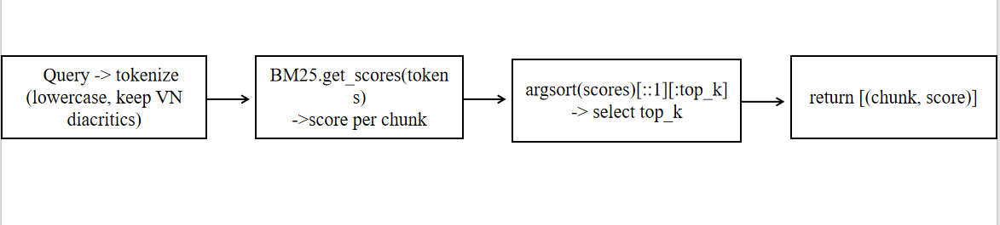 Query -> tokenize
(lowercase, keep VN
diacritics)
BM25.get_scores(token
s)
->score per chunk
argsort(scores)[::1][:top_k]
-> select top_k
return [(chunk, score)]